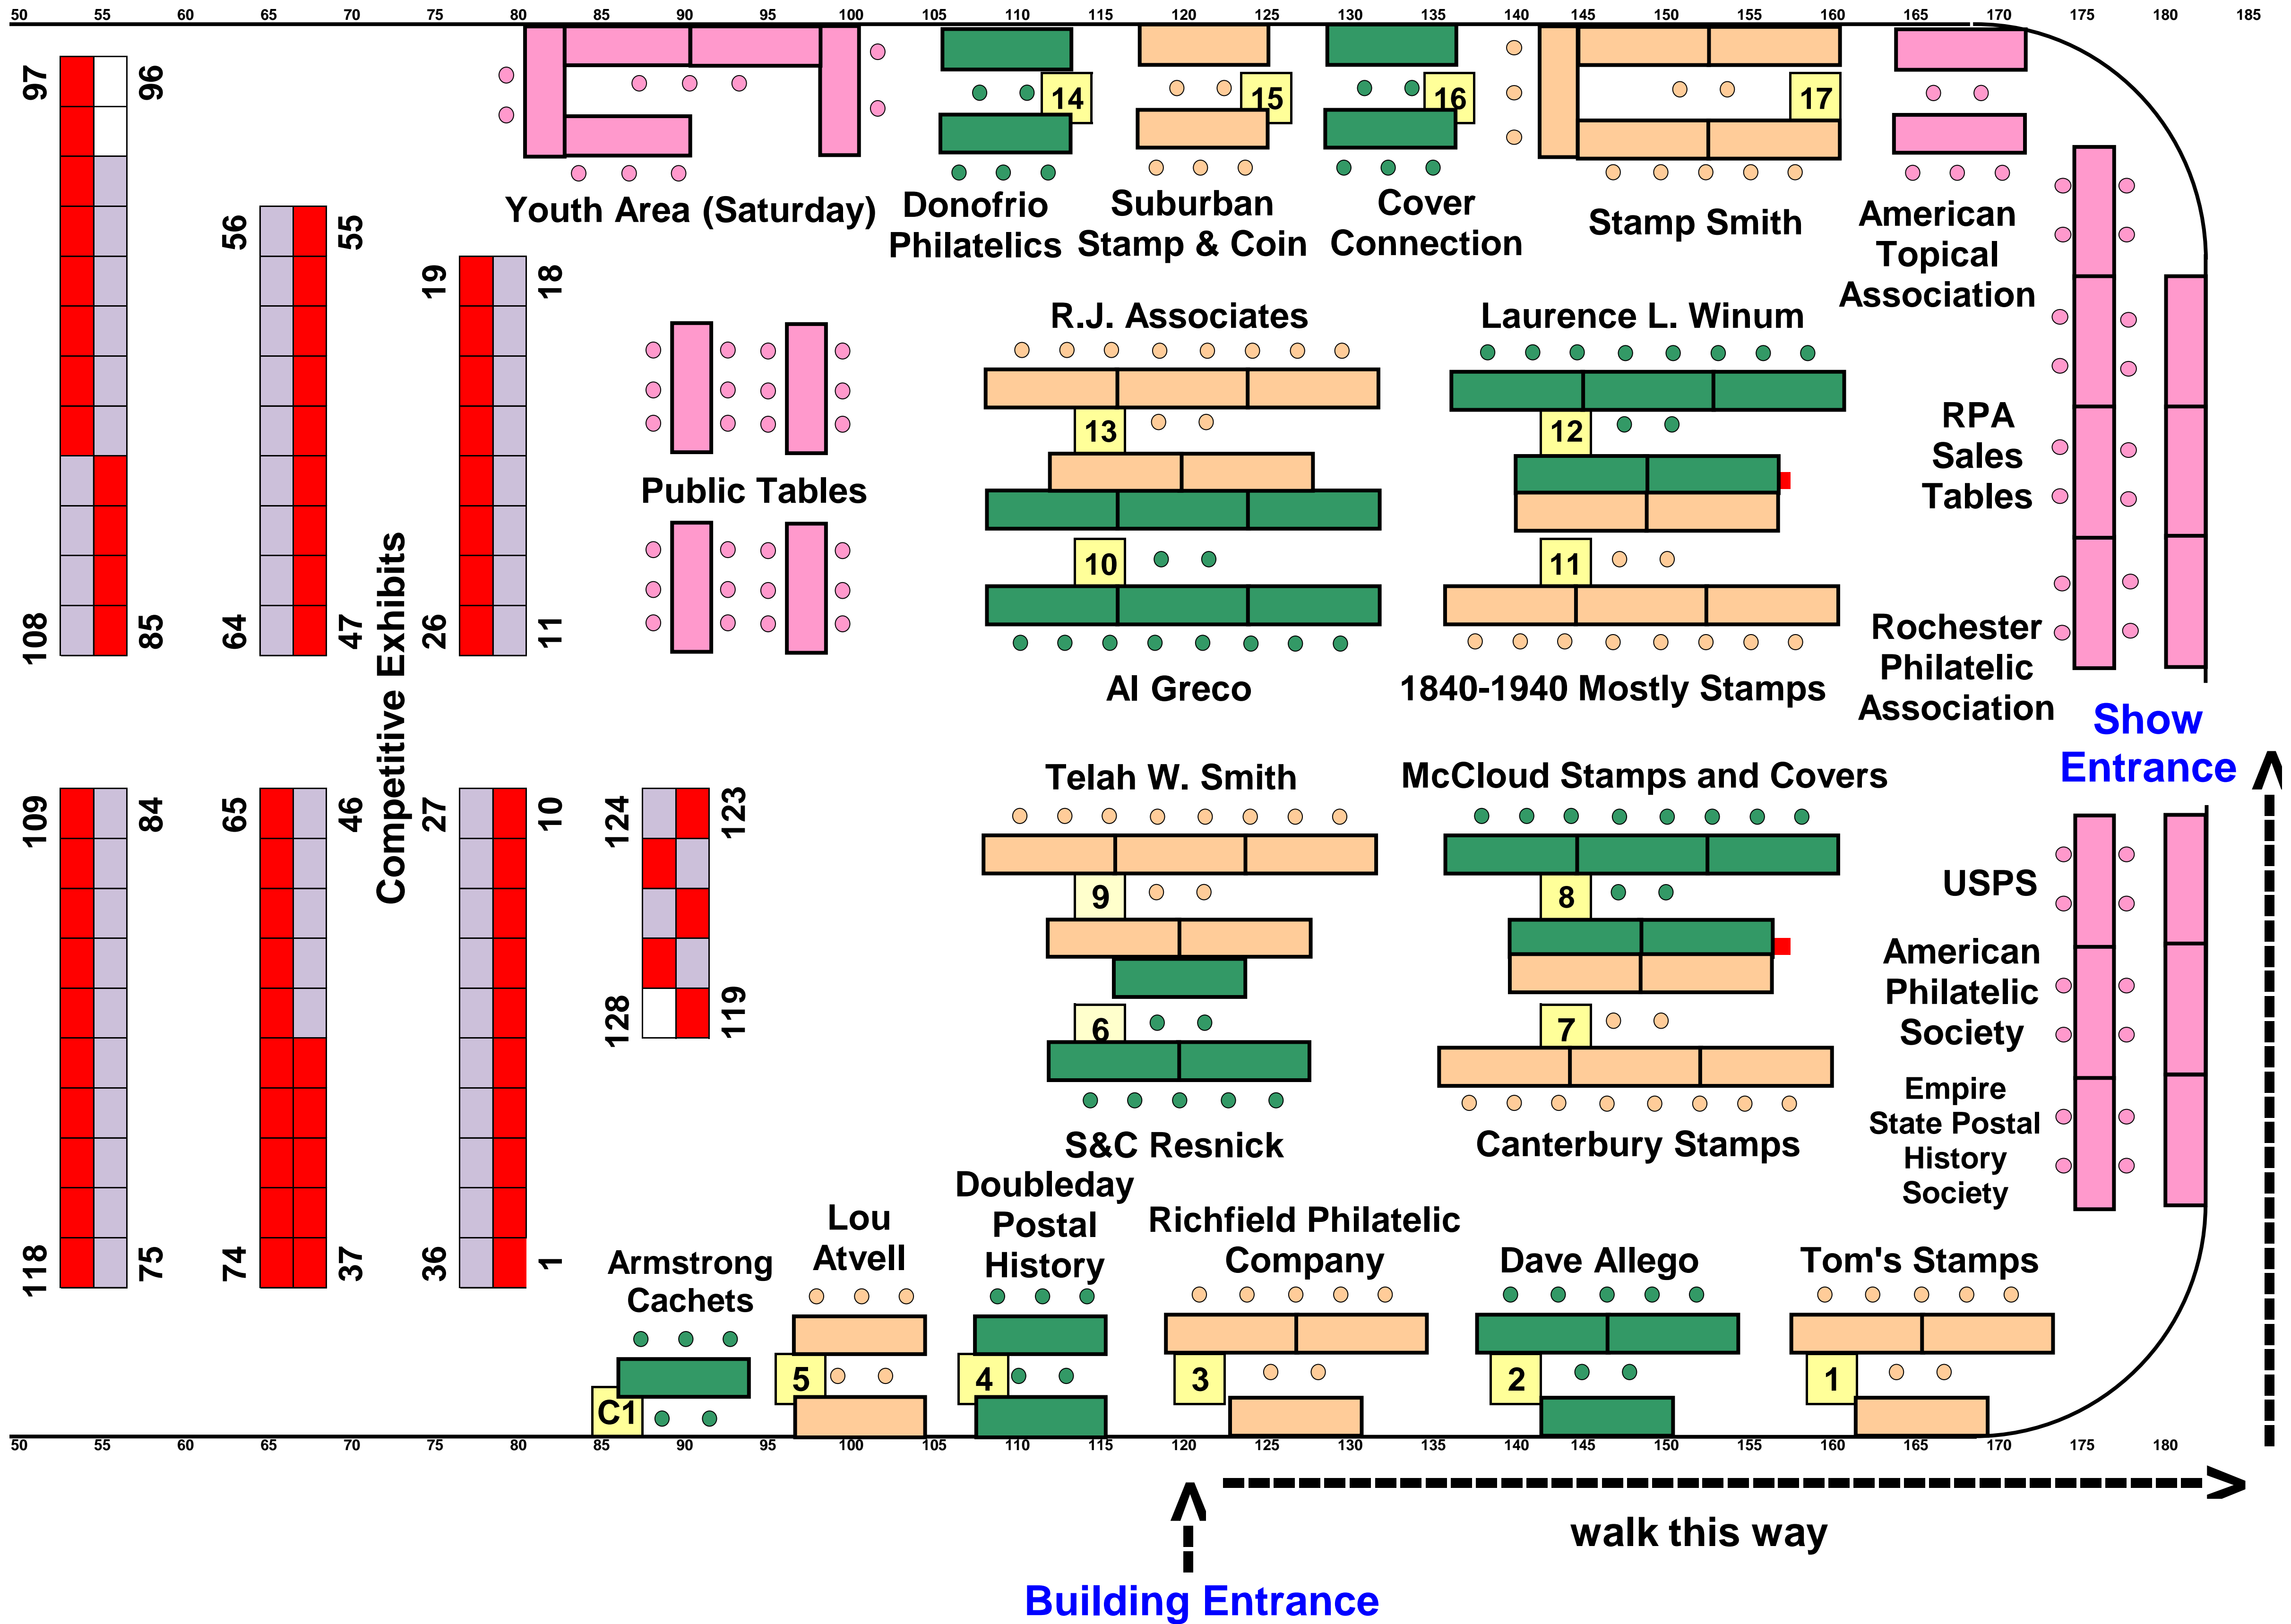 50 55 60 65 70 75 80 85 90 95 100 105 110 115 120 125 130 135 140 145 150 155 160 165 170 175 180 185
97
96
14
15
16
17
Youth Area (Saturday)
Donofrio
Philatelics
Suburban
Stamp & Coin
Cover
Connection
Stamp Smith
American
Topical
Association
56
55
19
18
R.J. Associates
Laurence L. Winum
13
12
RPA
Sales
Tables
Public Tables
10
11
108
85
64
47
26
11
Competitive Exhibits
Al Greco
1840-1940 Mostly Stamps
Rochester
Philatelic
Association
Show
Entrance
109
84
65
46
27
10
124
123
Telah W. Smith
McCloud Stamps and Covers
9
8
USPS
American
Philatelic
Society
128
119
6
7
Empire
State Postal
History
Society
S&C Resnick
Canterbury Stamps
118
75
74
37
36
1
Armstrong
Cachets
Lou
Atvell
Doubleday
Postal
History
Richfield Philatelic
Company
Dave Allego
Tom's Stamps
C1
5
4
3
2
1
50 55 60 65 70 75 80 85 90 95 100 105 110 115 120 125 130 135 140 145 150 155 160 165 170 175 180
walk this way
Building Entrance